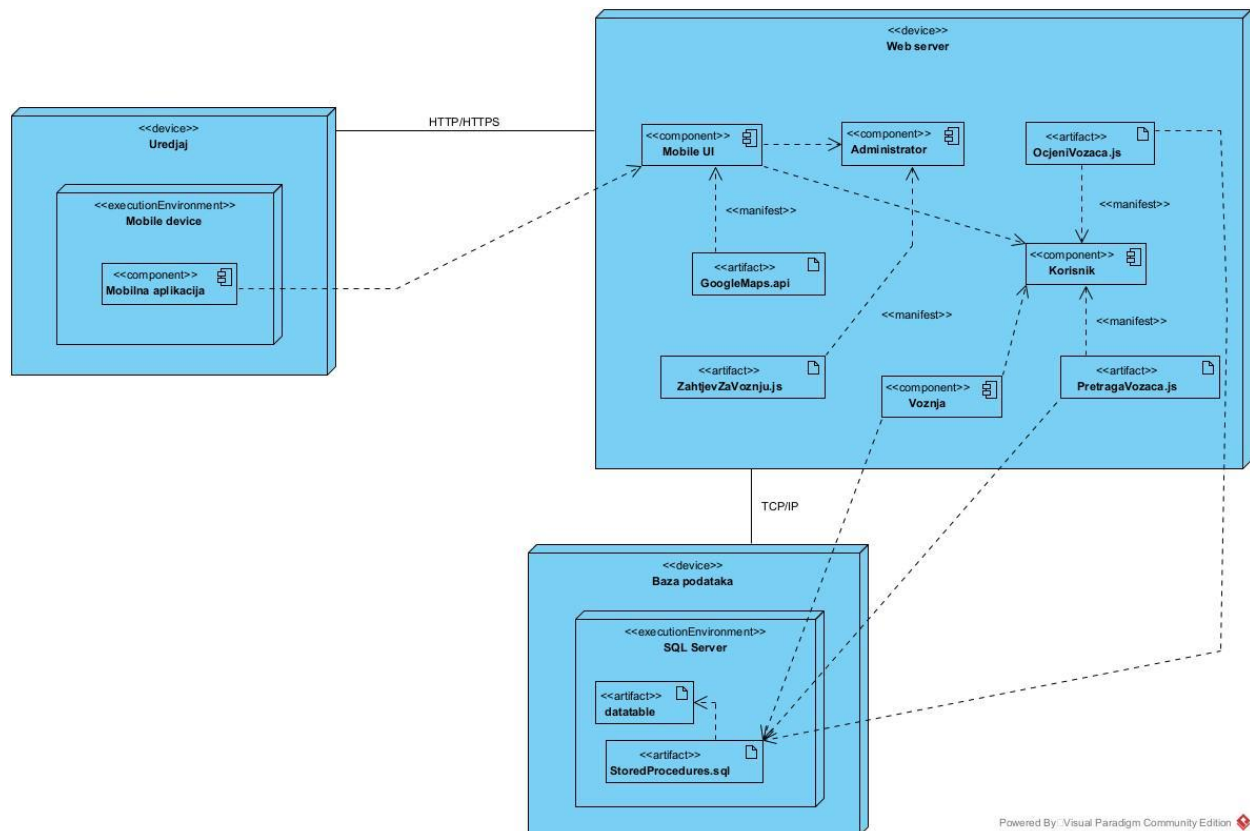 <<device>>
Web server
<<device>>
Uredjaj
HTTP/HTTPS
<<executionEnvironment>>
Mobile device
<<component>>
Mobilna aplikacija
<<component>>
Mobile UI
<<component>>
Administrator
<<artifact>>
OcjeniVozaca.js
<<manifest>>
<<manifest>>
<<component>>
Korisnik
<<artifact>>
GoogleMaps.api
<<manifest>>
<<manifest>>
<<artifact>>
ZahtjevZaVoznju.js
<<component>>
Voznja
<<artifact>>
PretragaVozaca.js
TCP/IP
<<device>>
Baza podataka
<<executionEnvironment>>
SQL Server
<<artifact>>
datatable
<<artifact>>
StoredProcedures.sql
Powered By Visual Paradigm Community Edition